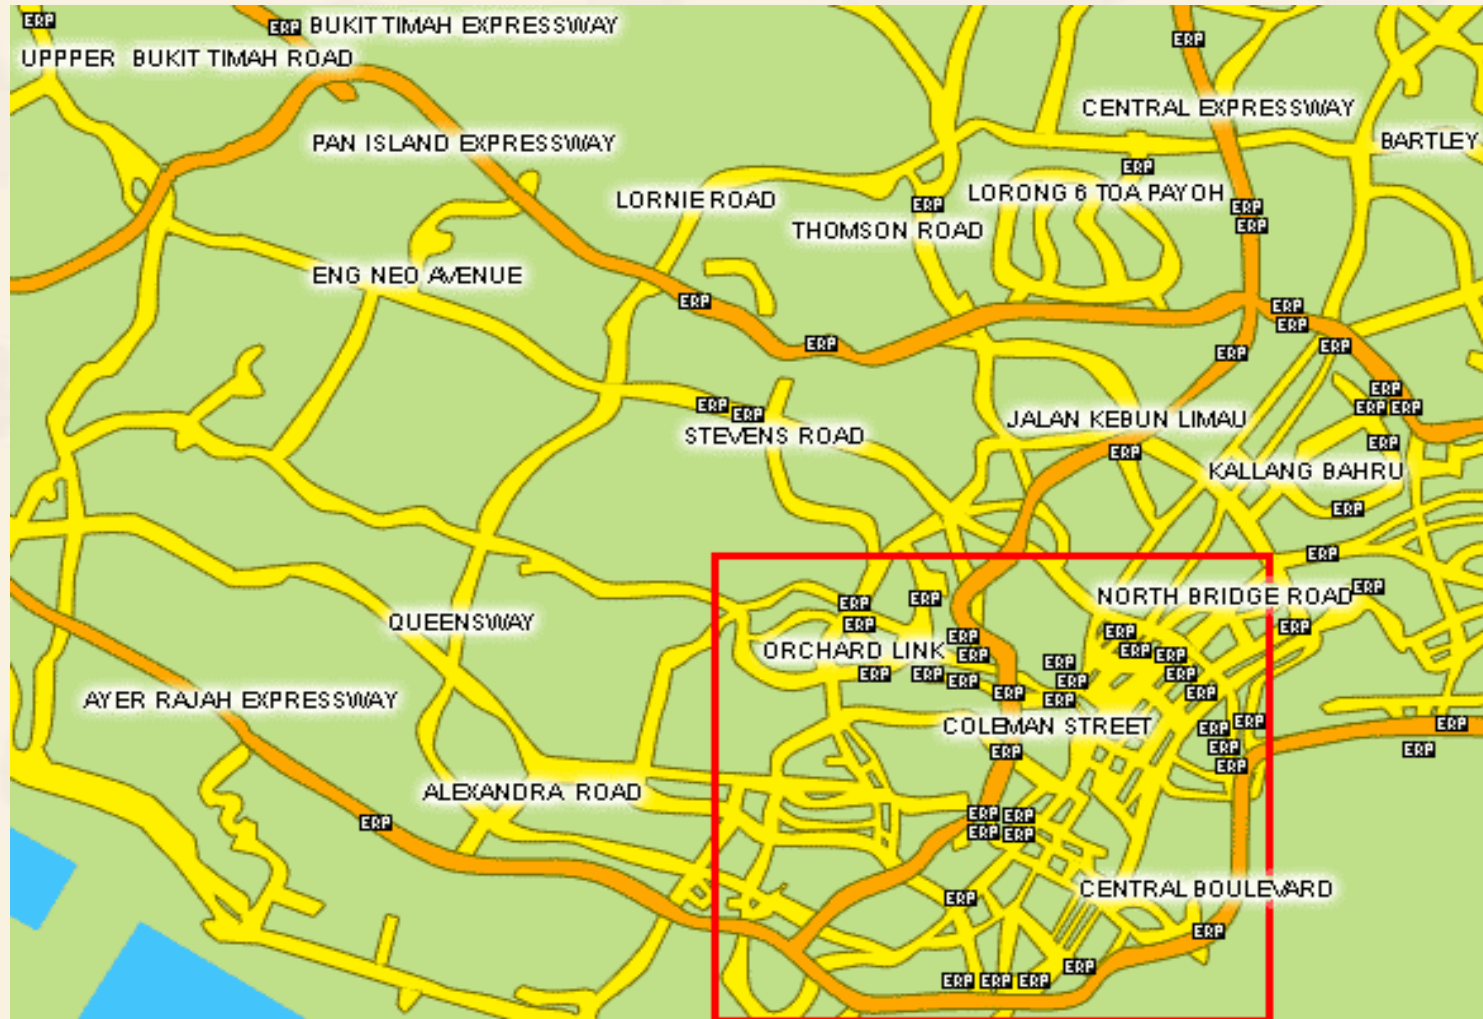 ERP
ERP BUKIT TIMAH EXPRESSWAY
ERP
UPPPER BUKIT TIMAH ROAD
CENTRAL EXPRESSWAY
PAN ISLAND EXPRESSWAY
BARTLEY
ERP
LORONG 6 TOA PAYOH
LORNIE ROAD
ERP
ERP
THOMSON ROAD
ERP
ENG NEO AVENUE
ERP
ERP
ERP
ERP
ERP
ERP
ERP
ERP
ERP
ERP
ERP
ERP
JALAN KEBUN LIMAU
STEVENS ROAD
ERP
ERP
KALLANG BAHRU
ERP
ERP
ERP
NORTH BRIDGE ROAD
ERP
ERP
ERP
QUEENSWAY
ERP
ERP
ERP
ERP
ORCHARD LINK
ERP
ERP
ERP
ERP
ERP
ERP
ERP
ERP
ERP
ERP
ERP
AYER RAJAH EXPRESSWAY
ERP
COLEMAN STREET
ERP
ERP
ERP
ERP
ERP
ERP
ERP
ALEXANDRA ROAD
ERP
ERP
ERP
ERP
ERP
CENTRAL BOULEVARD
ERP
ERP
ERP
ERP
ERP
ERP